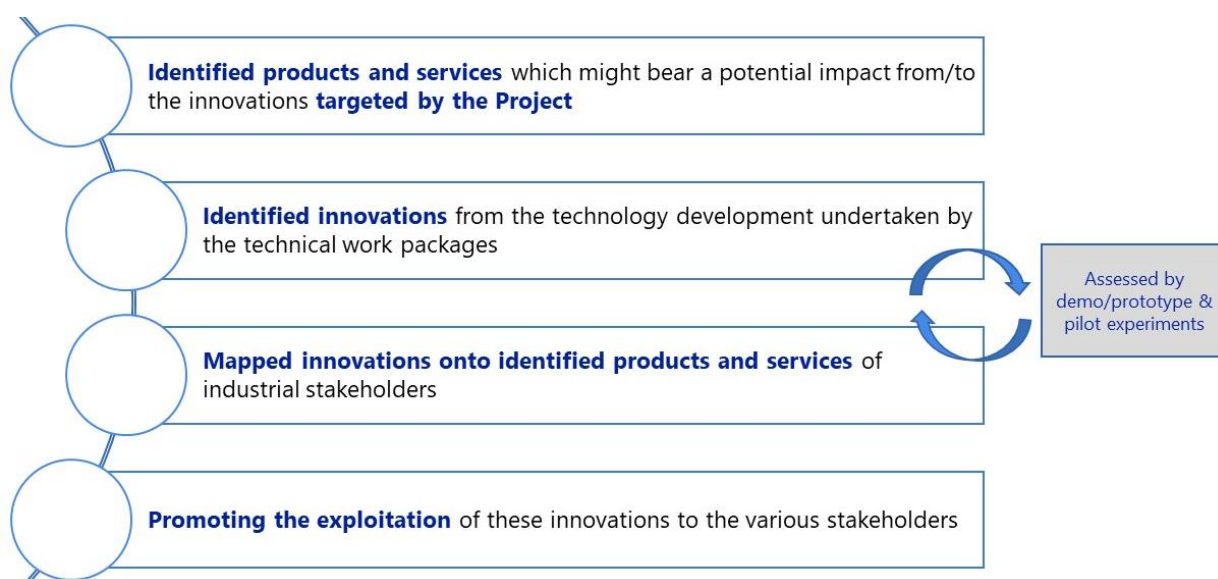 Identified products and services which might bear a potential impact from/to
the innovations targeted by the Project
Identified innovations from the technology development undertaken by
the technical work packages
Assessed by
demo/prototype &
pilot experiments
Mapped innovations onto identified products and services of
industrial stakeholders
Promoting the exploitation of these innovations to the various stakeholders